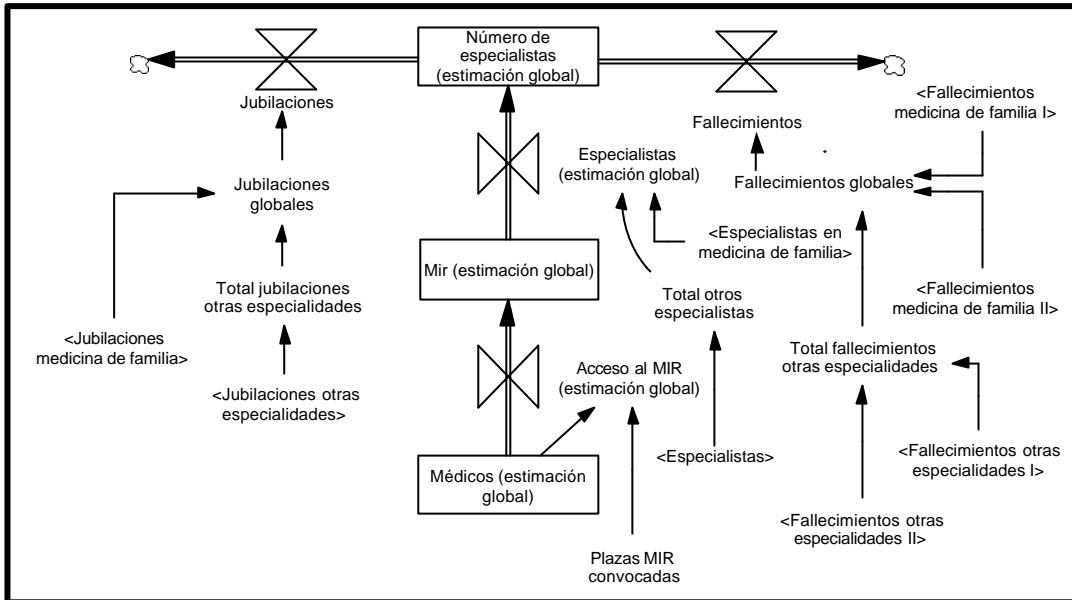 Número de
especialistas
(estimación global)
Jubilaciones
<Fallecimientos
medicina de familia I>
Fallecimientos
Especialistas
(estimación global)
Jubilaciones
globales
Fallecimientos globales
<Especialistas en
medicina de familia>
Mir (estimación global)
Total jubilaciones
otras especialidades
Total otros
especialistas
<Fallecimientos
medicina de familia II>
<Jubilaciones
medicina de familia>
Total fallecimientos
otras especialidades
Acceso al MIR
(estimación global)
<Jubilaciones otras
especialidades>
<Especialistas>
<Fallecimientos otras
especialidades I>
Médicos (estimación
global)
<Fallecimientos otras
especialidades II>
Plazas MIR
convocadas